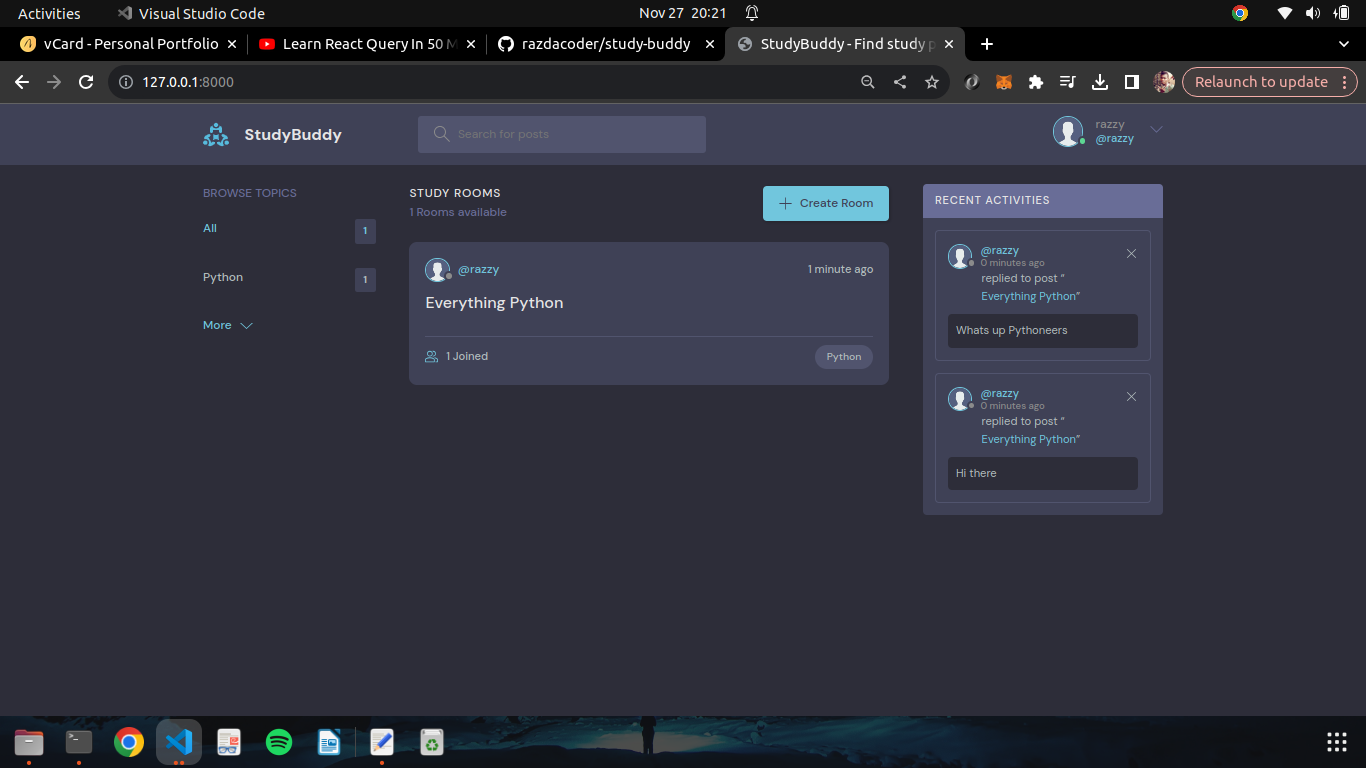 Activities
Visual Studio Code
Nov 27 20:21
vCard - Personal Portfolio
Learn React Query In 50 M
razdacoder/study-buddy
StudyBuddy - Find study p
127.0.0.1:8000
Relaunch to update
StudyBuddy
Search for posts
razzy
@razzy
BROWSE TOPICS
All
1
Python
1
More
STUDY ROOMS
1 Rooms available
Create Room
@razzy
1 minute ago
Everything Python
1 Joined
Python
RECENT ACTIVITIES
@razzy
0 minutes ago
replied to post “
Everything Python”
Whats up Pythoneers
@razzy
0 minutes ago
replied to post “
Everything Python”
Hi there